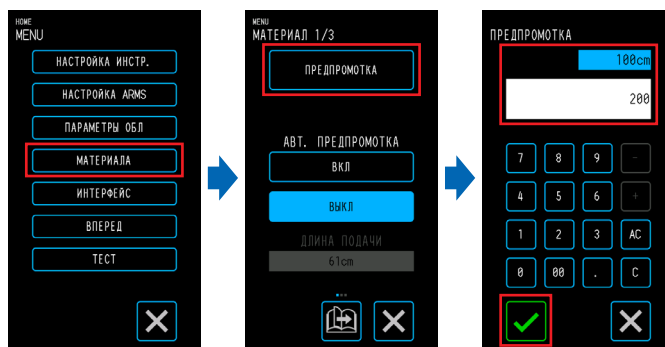 HOME
MENU
НАСТРОЙКА ИНСТР.
НАСТРОЙКА ARMS
ПАРАМЕТРЫ ОБЛ
МАТЕРИАЛА
ИНТЕРФЕЙС
ВПЕРЕД
ТЕСТ
MENU
МАТЕРИАЛ 1/3
ПРЕДПРОМОТКА
АВТ. ПРЕДПРОМОТКА
ВКЛ
ВЫКЛ
ДЛИНА ПОДАЧИ
61cm
ПРЕДПРОМОТКА
100cm
200
7 8 9 -
4 5 6 +
1 2 3 AC
0 00 . C